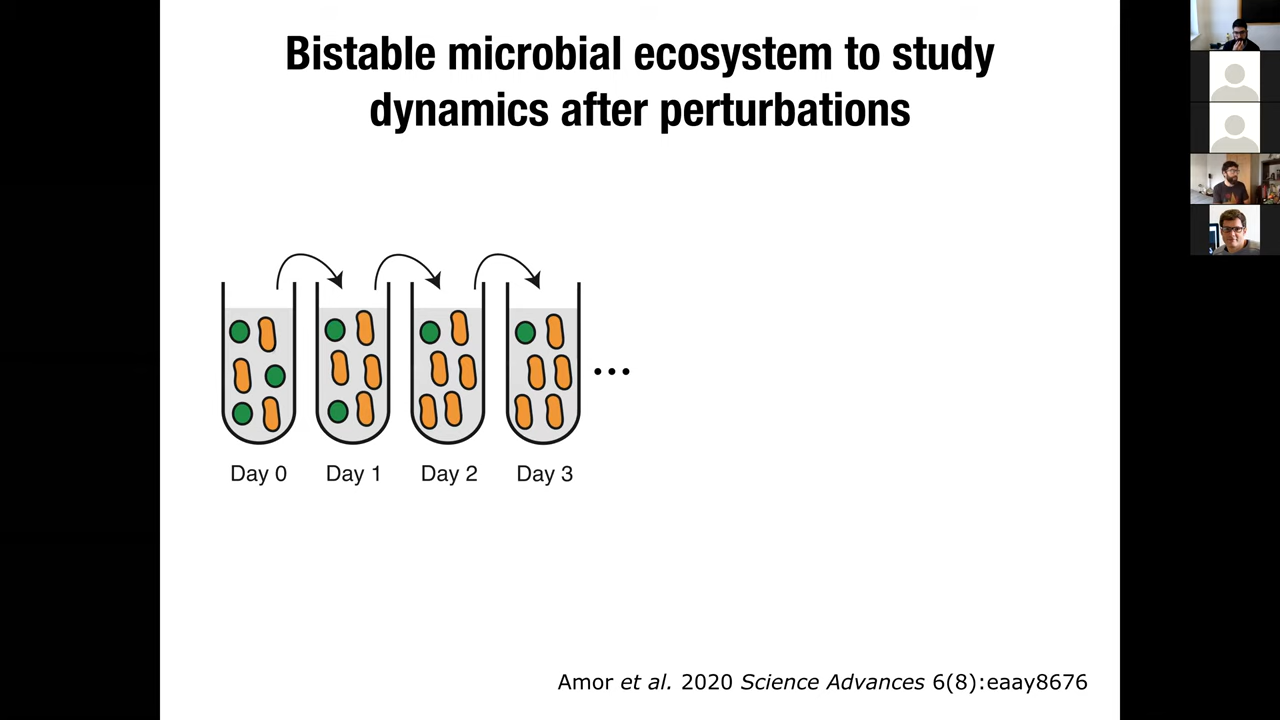 Bistable microbial ecosystem to study
dynamics after perturbations
...
Day 0 Day 1 Day 2 Day 3
Amor et al. 2020 Science Advances 6(8):eaay8676